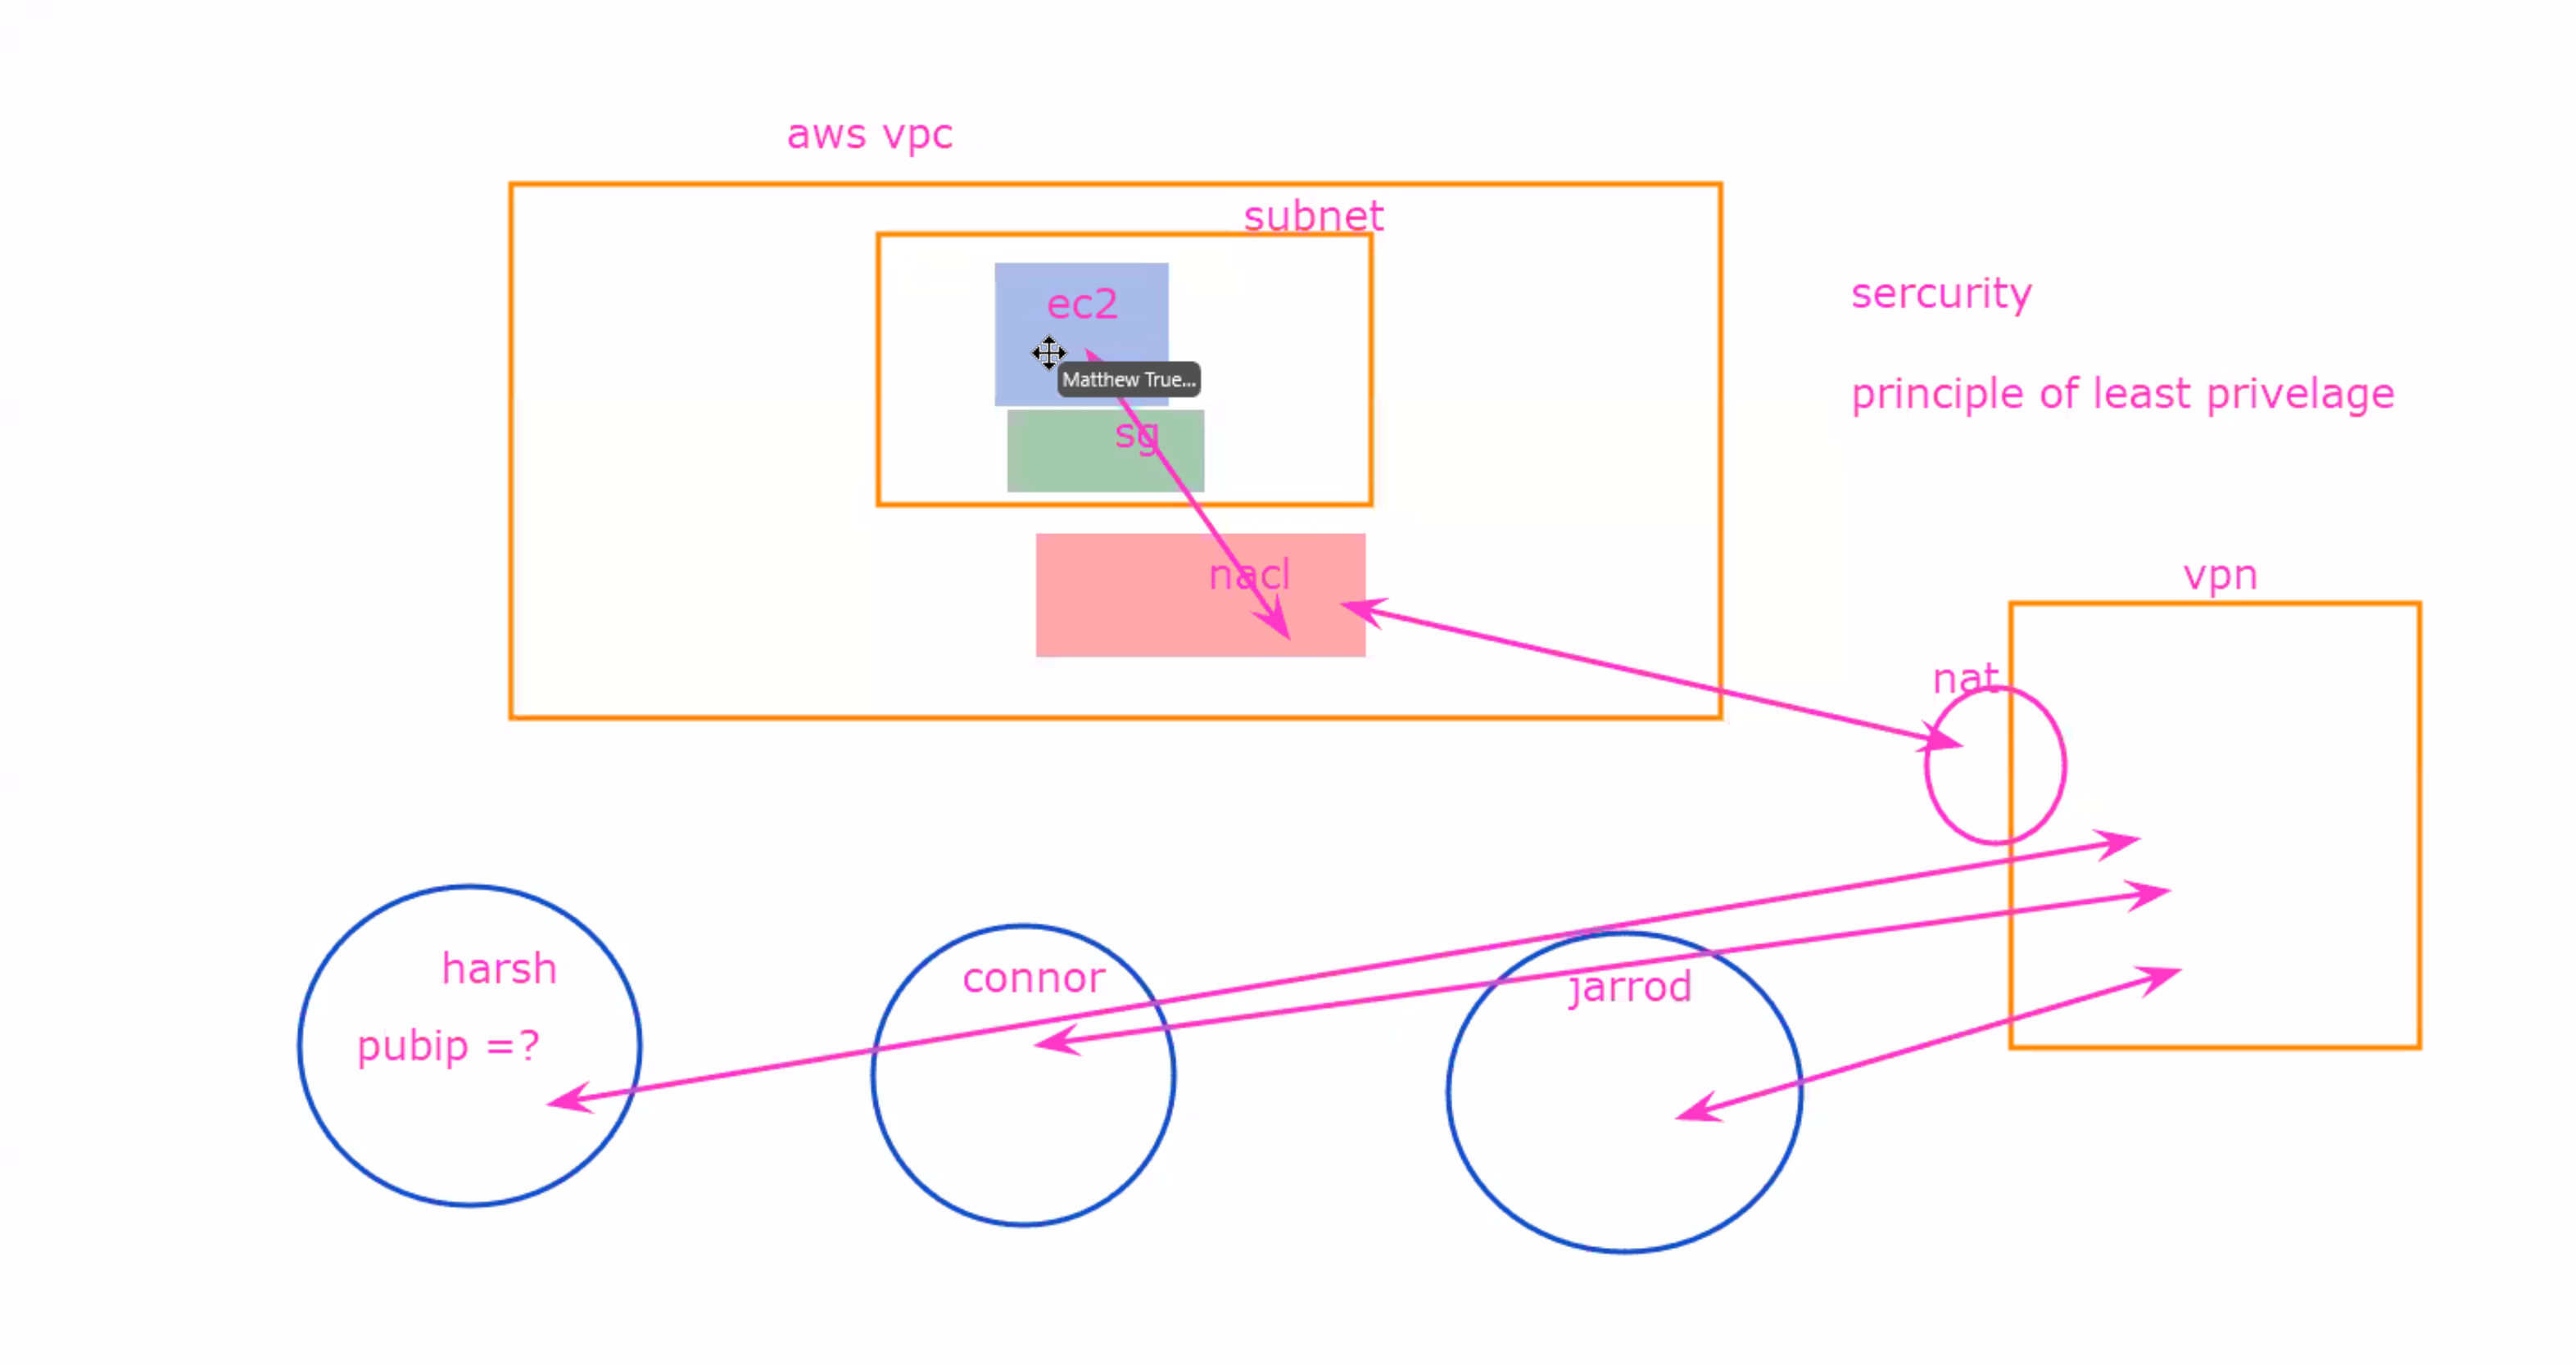 aws vpc
subnet
ec2
Matthew True...
sg
nacl
sercurity
principle of least privelage
vpn
nat
harsh
pubip =?
connor
jarrod